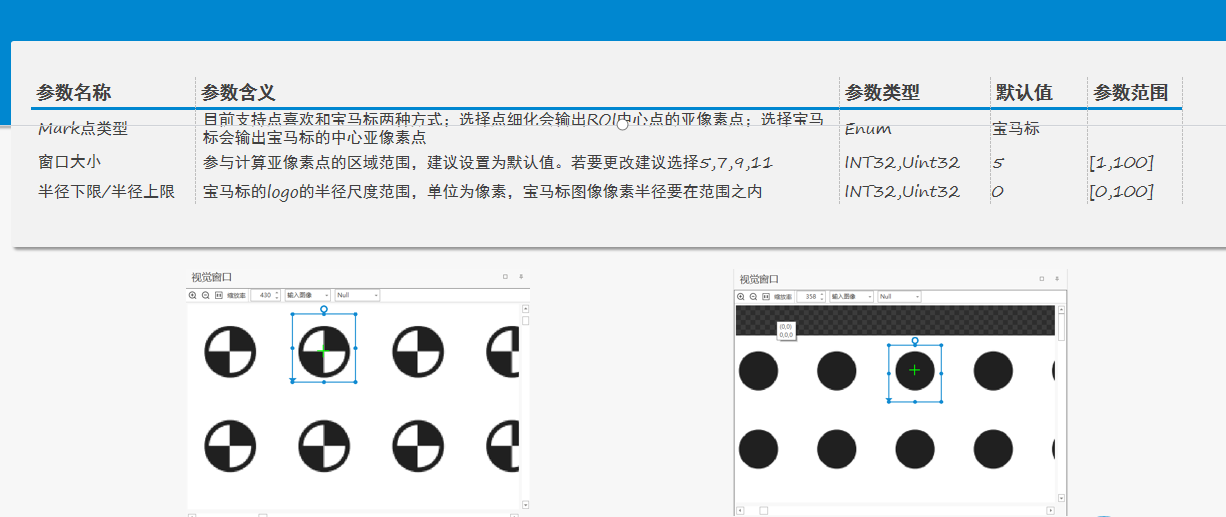 参数名称 参数含义 参数类型 默认值 参数范围
Mark点类型 目前支持点喜欢和宝马标两种方式；选择点细化会输出ROI中心点的亚像素点；选择宝马标会输出宝马标的中心亚像素点 Enum 宝马标
窗口大小 参与计算亚像素点的区域范围，建议设置为默认值。若要更改建议选择5,7,9,11 INT32,Uint32 5 [1,100]
半径下限/半径上限 宝马标的logo的半径尺度范围，单位为像素，宝马标图像像素半径要在范围之内 INT32,Uint32 0 [0,100]
视觉窗口
缩放率 430 输入图像 Null
视觉窗口
缩放率 358 输入图像 Null
(0,0)
0,0,0